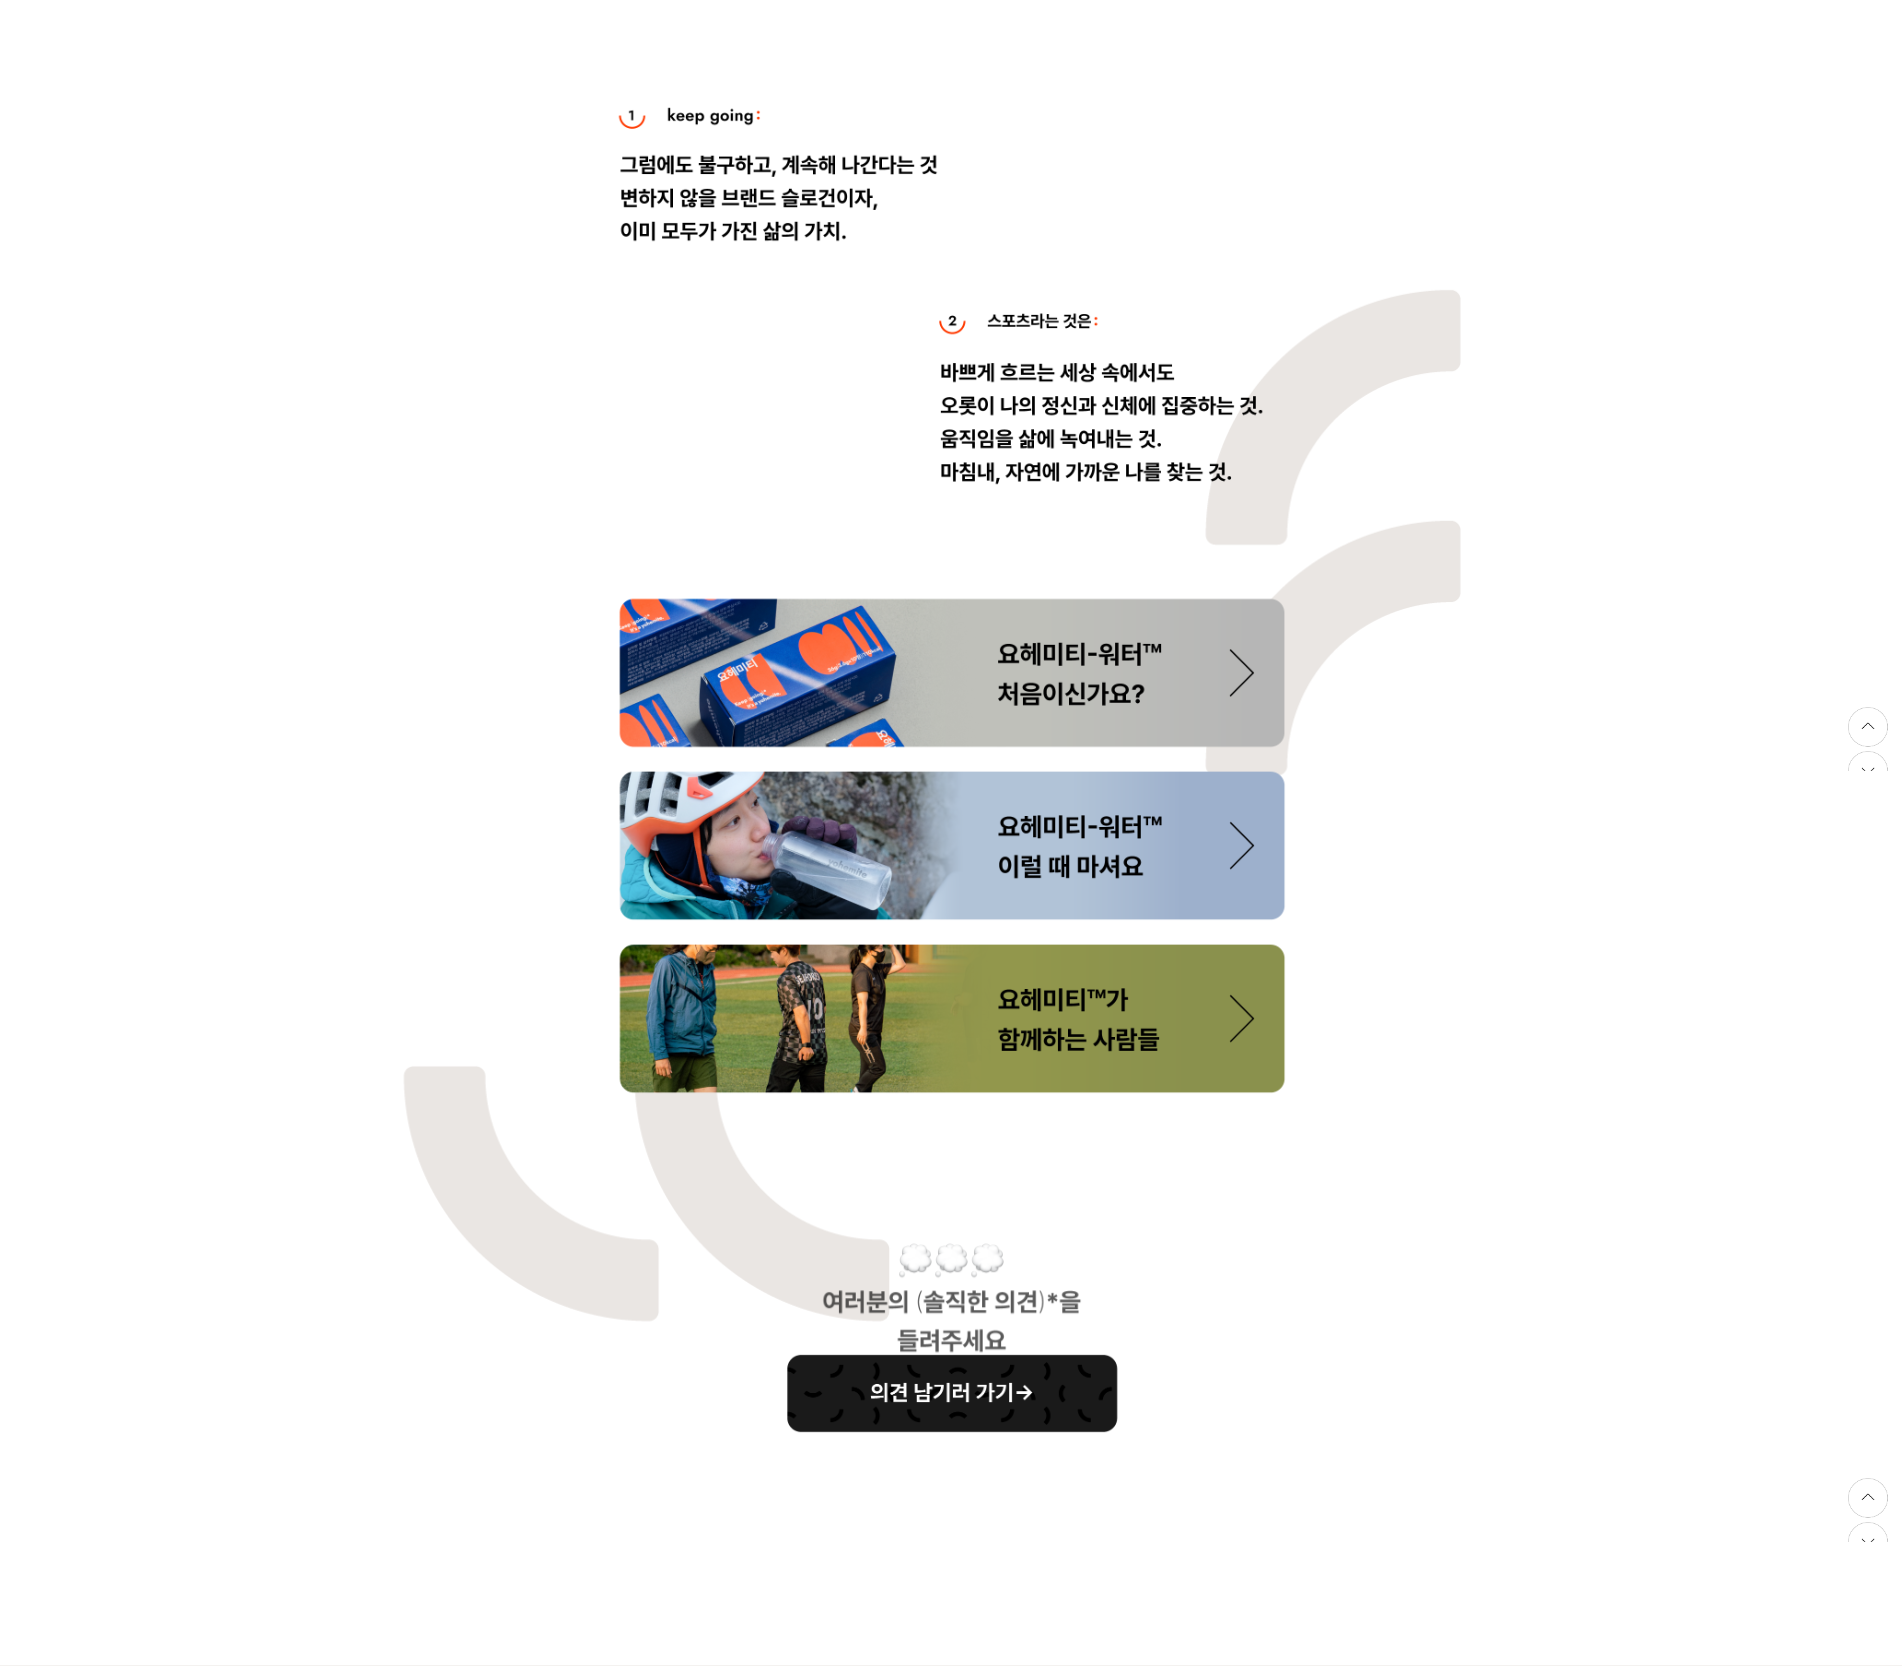 1 keep going:
그럼에도 불구하고, 계속해 나간다는 것
변하지 않을 브랜드 슬로건이자,
이미 모두가 가진 삶의 가치.
2 스포츠라는 것은:
바쁘게 흐르는 세상 속에서도
오롯이 나의 정신과 신체에 집중하는 것.
움직임을 삶에 녹여내는 것.
마침내, 자연에 가까운 나를 찾는 것.
요헤미티
keep going:
요헤미티-워터™
처음이신가요?
yohemite
요헤미티-워터™
이럴 때 마셔요
요헤미티™가
함께하는 사람들
여러분의 (솔직한 의견)*을
들려주세요
의견 남기러 가기→